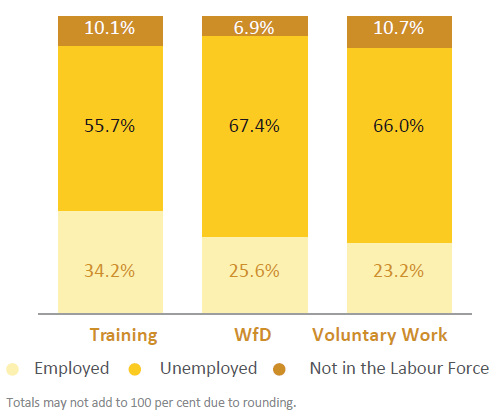 10.1% 6.9% 10.7%
55.7% 67.4% 66.0%
34.2% 25.6% 23.2%
Training WfD Voluntary Work
Employed Unemployed Not in the Labour Force
Totals may not add to 100 per cent due to rounding.